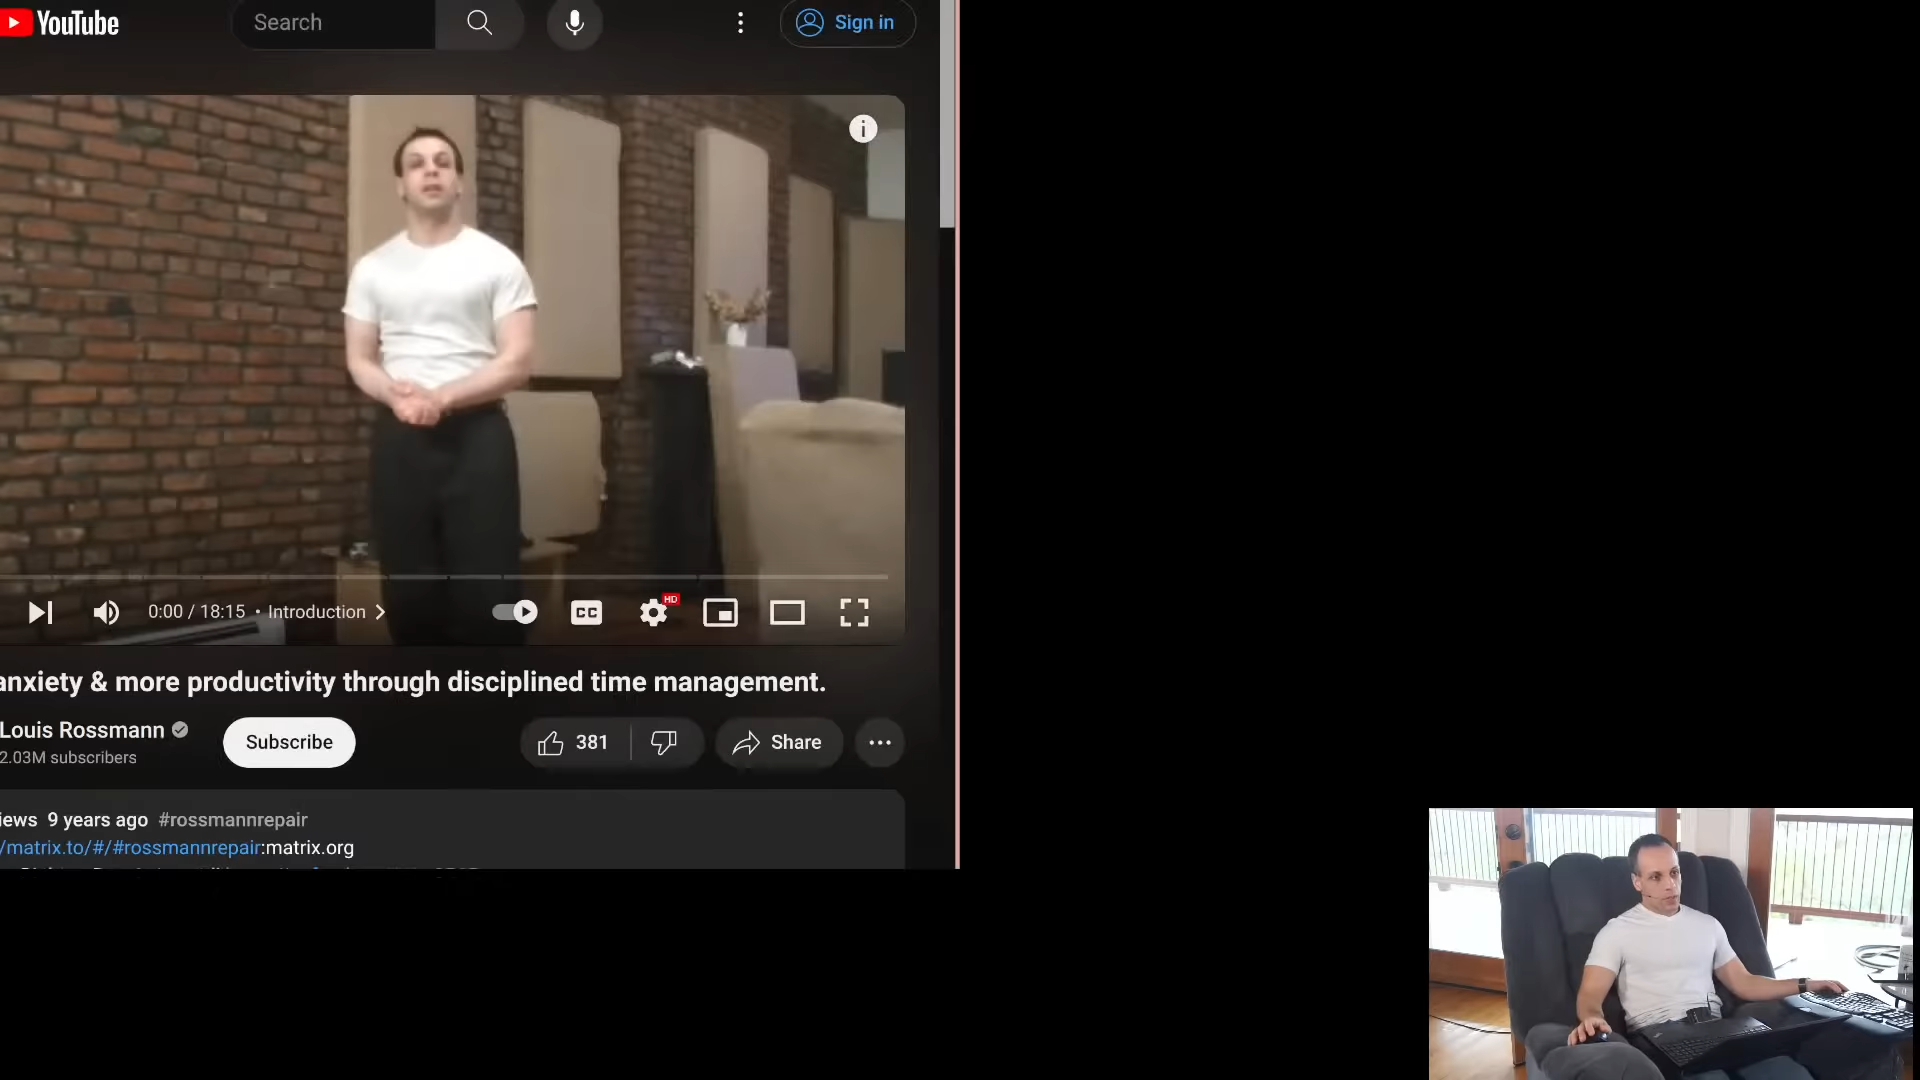 YouTube
Search
Sign in
HD
CC
0:00 / 18:15 • Introduction
anxiety & more productivity through disciplined time management.
Louis Rossmann
2.03M subscribers
Subscribe
381
Share
9 years ago #rossmannrepair
/matrix.to/#/#rossmannrepair:matrix.org